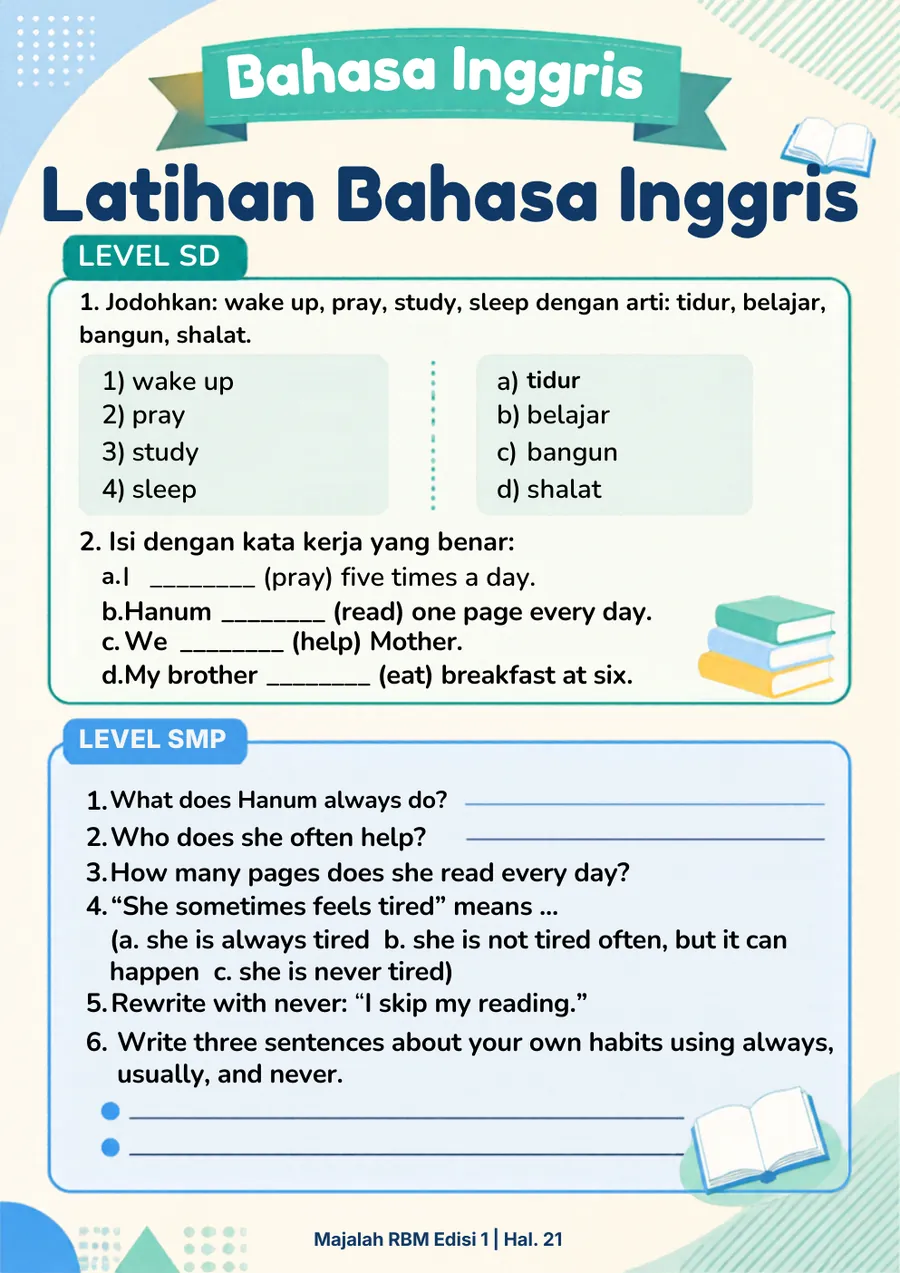 Bahasa Inggris
Latihan Bahasa Inggris
LEVEL SD
1. Jodohkan: wake up, pray, study, sleep dengan arti: tidur, belajar,
bangun, shalat.
1) wake up
2) pray
3) study
4) sleep
a) tidur
b) belajar
c) bangun
d) shalat
2. Isi dengan kata kerja yang benar:
a.I ________ (pray) five times a day.
b.Hanum ________ (read) one page every day.
c. We ________ (help) Mother.
d.My brother ________ (eat) breakfast at six.
LEVEL SMP
1. What does Hanum always do?
2. Who does she often help?
3. How many pages does she read every day?
4. “She sometimes feels tired” means ...
(a. she is always tired b. she is not tired often, but it can
happen c. she is never tired)
5. Rewrite with never: “I skip my reading.”
6. Write three sentences about your own habits using always,
usually, and never.
Majalah RBM Edisi 1 | Hal. 21